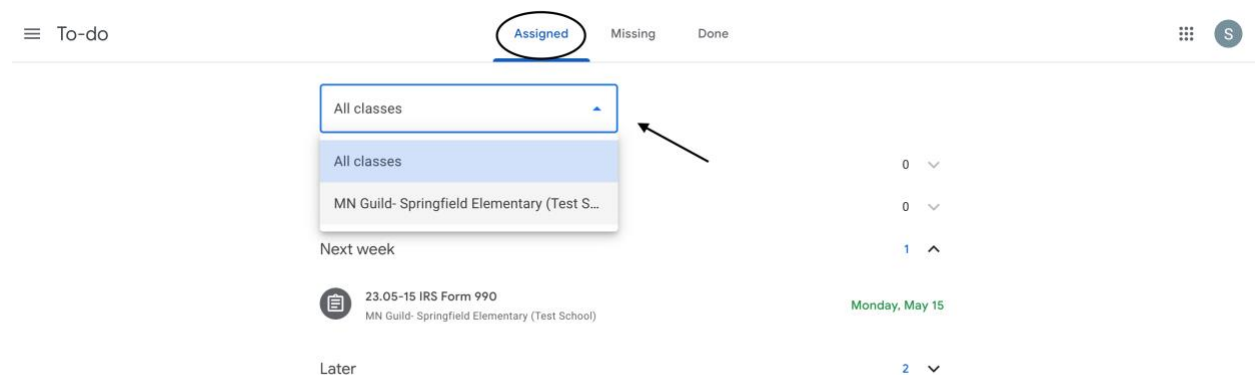 To-do
Assigned
Missing
Done
S
All classes
All classes
0
MN Guild- Springfield Elementary (Test S...
0
Next week
1
23.05-15 IRS Form 990
MN Guild- Springfield Elementary (Test School)
Monday, May 15
Later
2